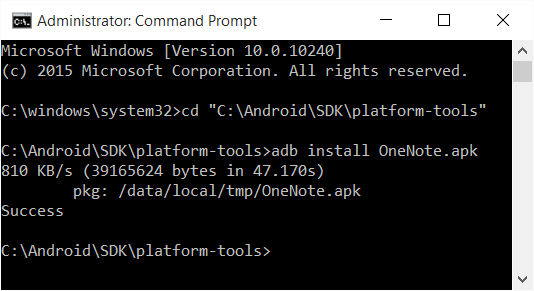 Administrator: Command Prompt
Microsoft Windows [Version 10.0.10240]
(c) 2015 Microsoft Corporation. All rights reserved.
C:\windows\system32>cd "C:\Android\SDK\platform-tools"
C:\Android\SDK\platform-tools>adb install OneNote.apk
810 KB/s (39165624 bytes in 47.170s)
pkg: /data/local/tmp/OneNote.apk
Success
C:\Android\SDK\platform-tools>